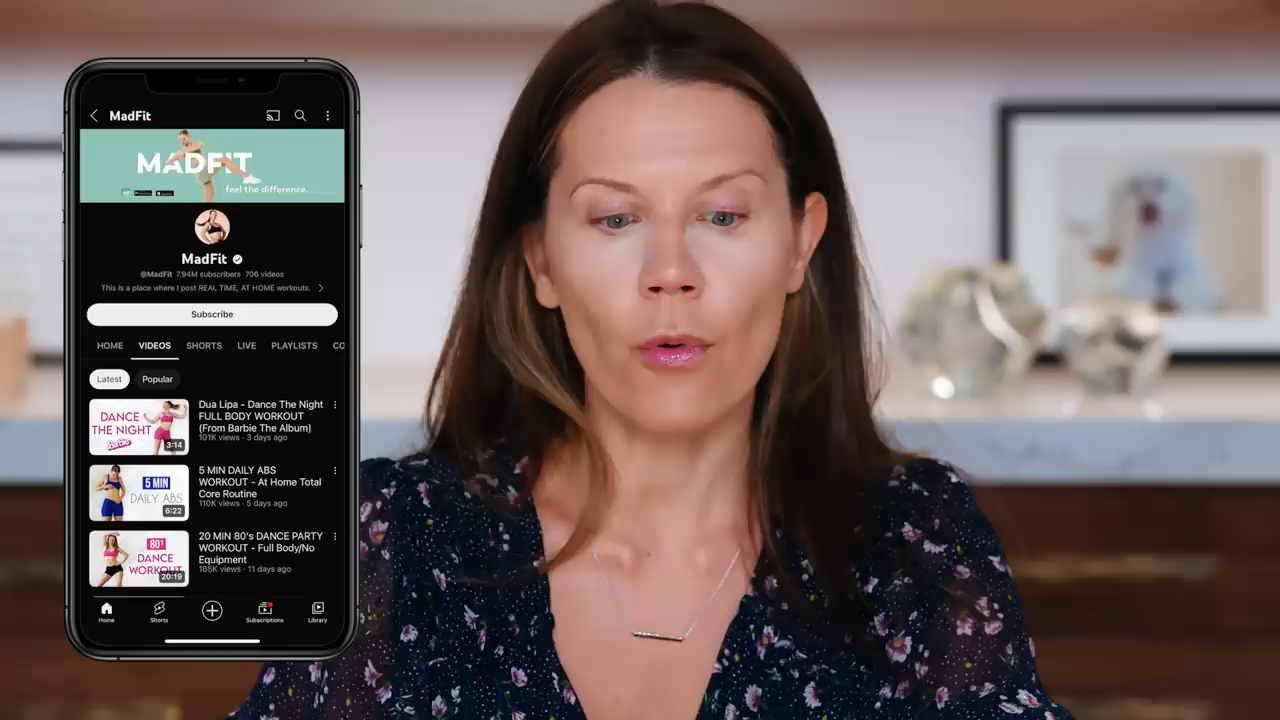 MadFit
MADFIT
feel the difference.
MadFit
@MadFit 7.94M subscribers 706 videos
This is a place where I post REAL TIME, AT HOME workouts.
Subscribe
HOME VIDEOS SHORTS LIVE PLAYLISTS CO
Latest Popular
DANCE
THE NIGHT
Barbie
3:14
Dua Lipa - Dance The Night
FULL BODY WORKOUT
(From Barbie The Album)
101K views · 3 days ago
5 MIN
DAILY ABS
6:22
5 MIN DAILY ABS
WORKOUT - At Home Total
Core Routine
110K views · 5 days ago
80'S
DANCE
WORKOUT
20:19
20 MIN 80's DANCE PARTY
WORKOUT - Full Body/No
Equipment
185K views · 11 days ago
Home Shorts Subscriptions Library